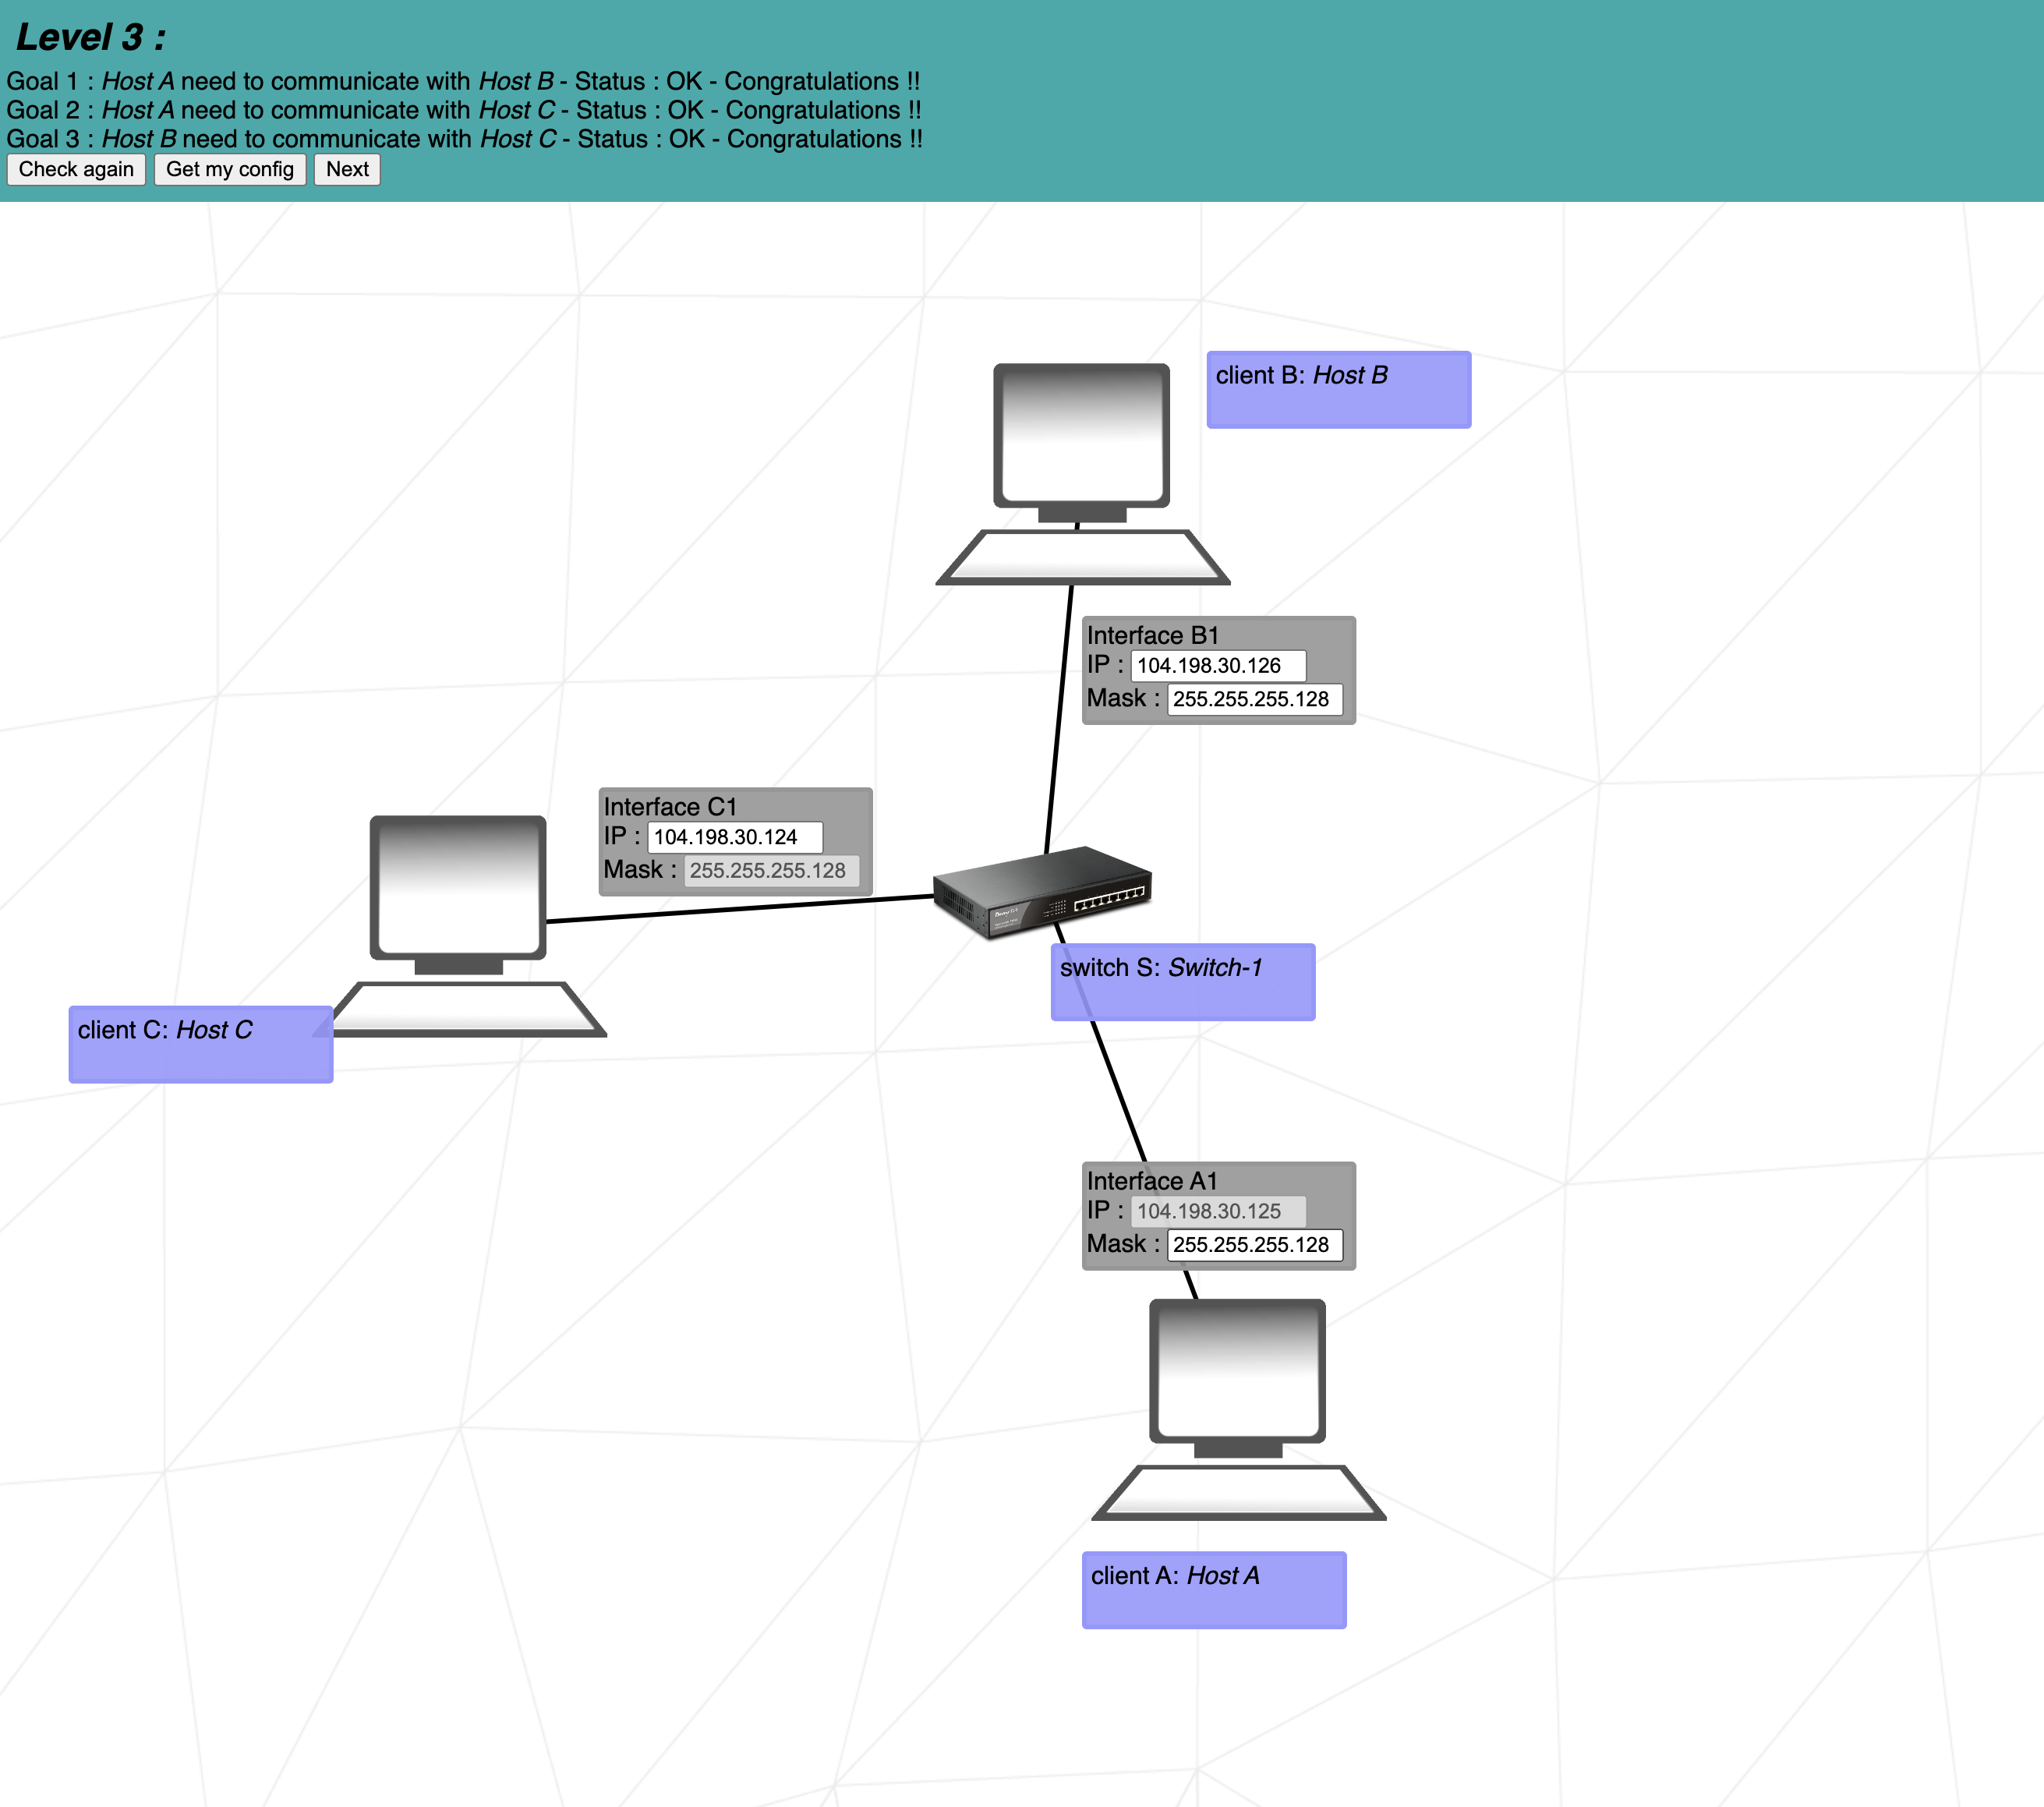 Level 3 :
Goal 1 : Host A need to communicate with Host B - Status : OK - Congratulations !!
Goal 2 : Host A need to communicate with Host C - Status : OK - Congratulations !!
Goal 3 : Host B need to communicate with Host C - Status : OK - Congratulations !!
Check again Get my config Next
client B: Host B
Interface B1
IP : 104.198.30.126
Mask : 255.255.255.128
Interface C1
IP : 104.198.30.124
Mask : 255.255.255.128
switch S: Switch-1
client C: Host C
Interface A1
IP : 104.198.30.125
Mask : 255.255.255.128
client A: Host A